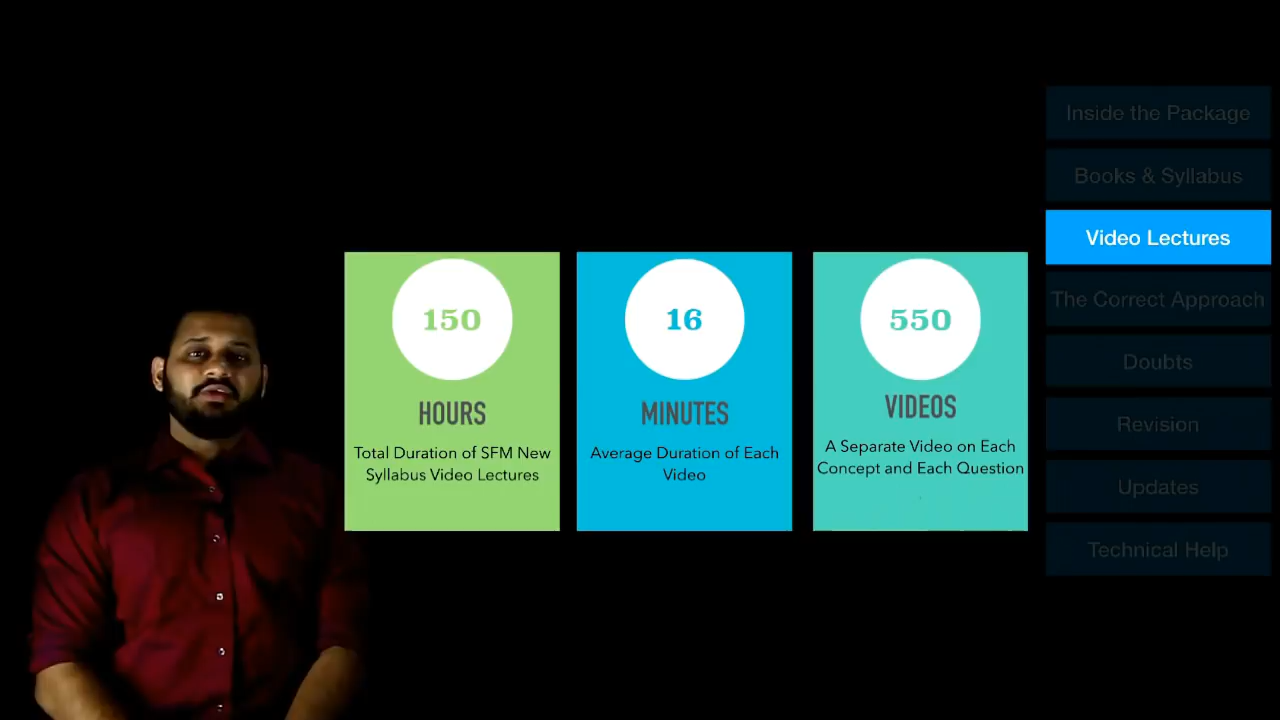 150
HOURS
Total Duration of SFM New
Syllabus Video Lectures
16
MINUTES
Average Duration of Each
Video
550
VIDEOS
A Separate Video on Each
Concept and Each Question
Inside the Package
Books & Syllabus
Video Lectures
The Correct Approach
Doubts
Revision
Updates
Technical Help